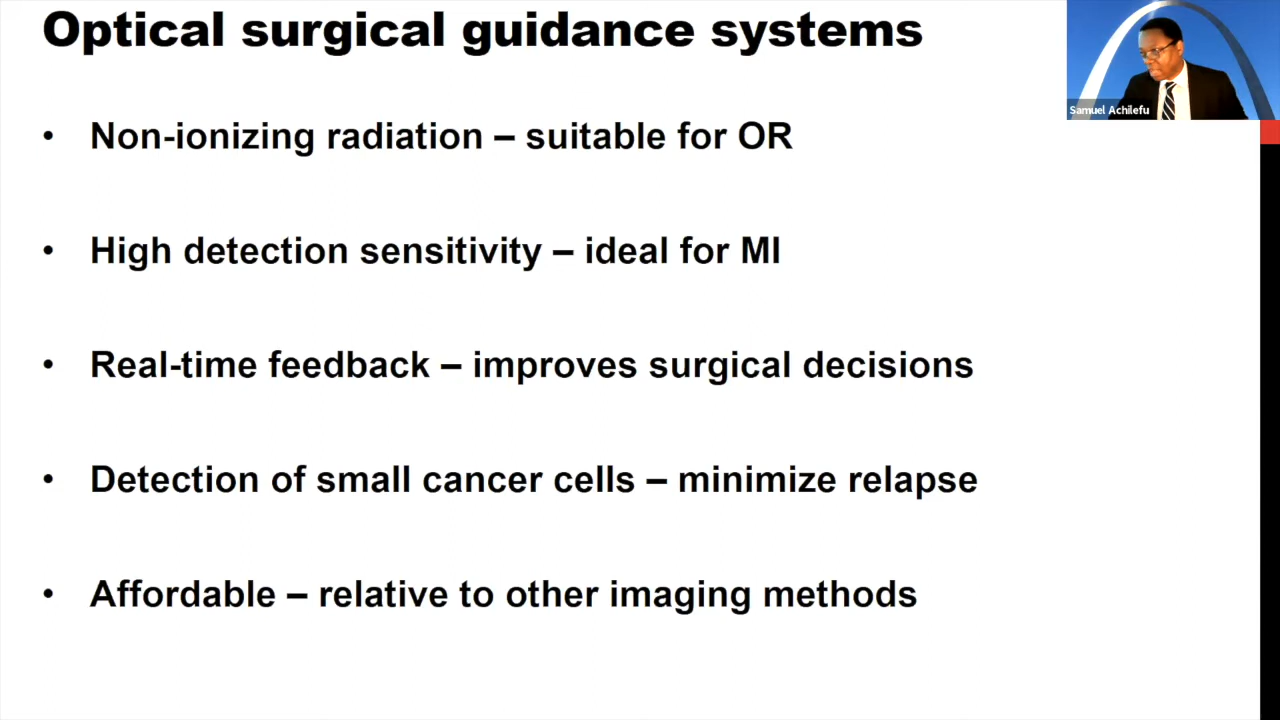 Optical surgical guidance systems
Samuel Achilefu
• Non-ionizing radiation – suitable for OR
• High detection sensitivity – ideal for MI
• Real-time feedback – improves surgical decisions
• Detection of small cancer cells – minimize relapse
• Affordable – relative to other imaging methods